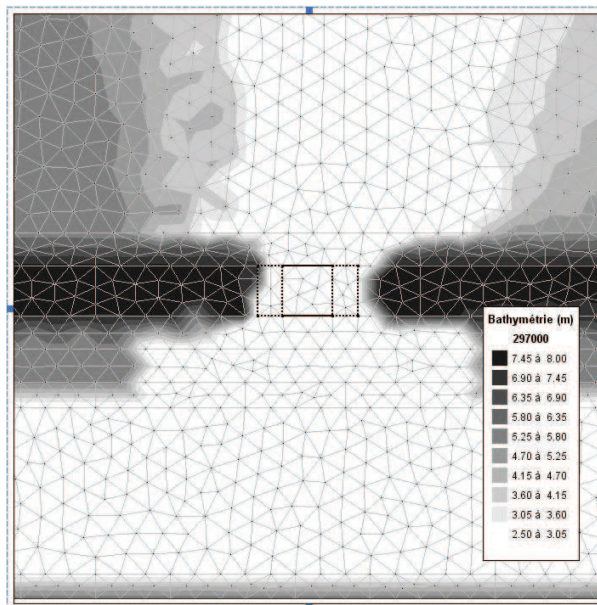 Bathymétrie (m)
297000
7.45 à 8.00
6.90 à 7.45
6.35 à 6.90
5.80 à 6.35
5.25 à 5.80
4.70 à 5.25
4.15 à 4.70
3.60 à 4.15
3.05 à 3.60
2.50 à 3.05